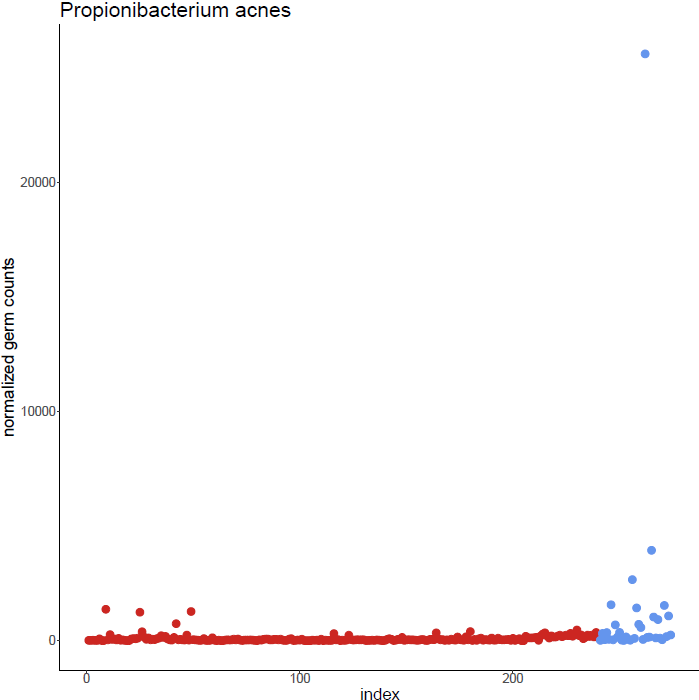 Propionibacterium acnes
normalized germ counts
20000
10000
0
0
100
200
index